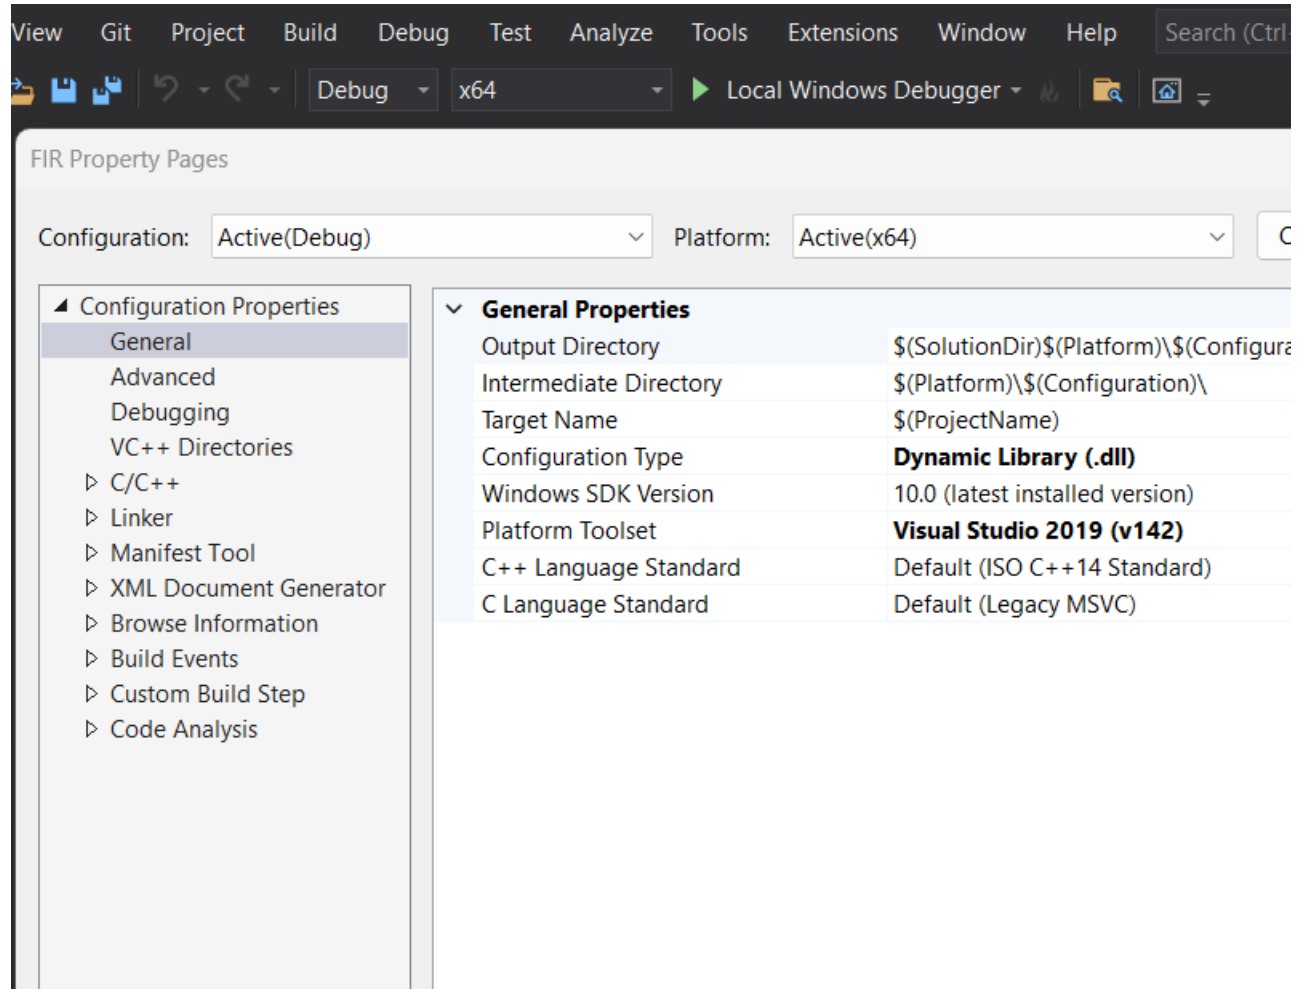 View Git Project Build Debug Test Analyze Tools Extensions Window Help Search (Ctrl
Debug x64 Local Windows Debugger
FIR Property Pages
Configuration: Active(Debug) Platform: Active(x64)
Configuration Properties
General
Advanced
Debugging
VC++ Directories
C/C++
Linker
Manifest Tool
XML Document Generator
Browse Information
Build Events
Custom Build Step
Code Analysis
General Properties
Output Directory $(SolutionDir)$(Platform)\$(Configura
Intermediate Directory $(Platform)\$(Configuration)\
Target Name $(ProjectName)
Configuration Type Dynamic Library (.dll)
Windows SDK Version 10.0 (latest installed version)
Platform Toolset Visual Studio 2019 (v142)
C++ Language Standard Default (ISO C++14 Standard)
C Language Standard Default (Legacy MSVC)